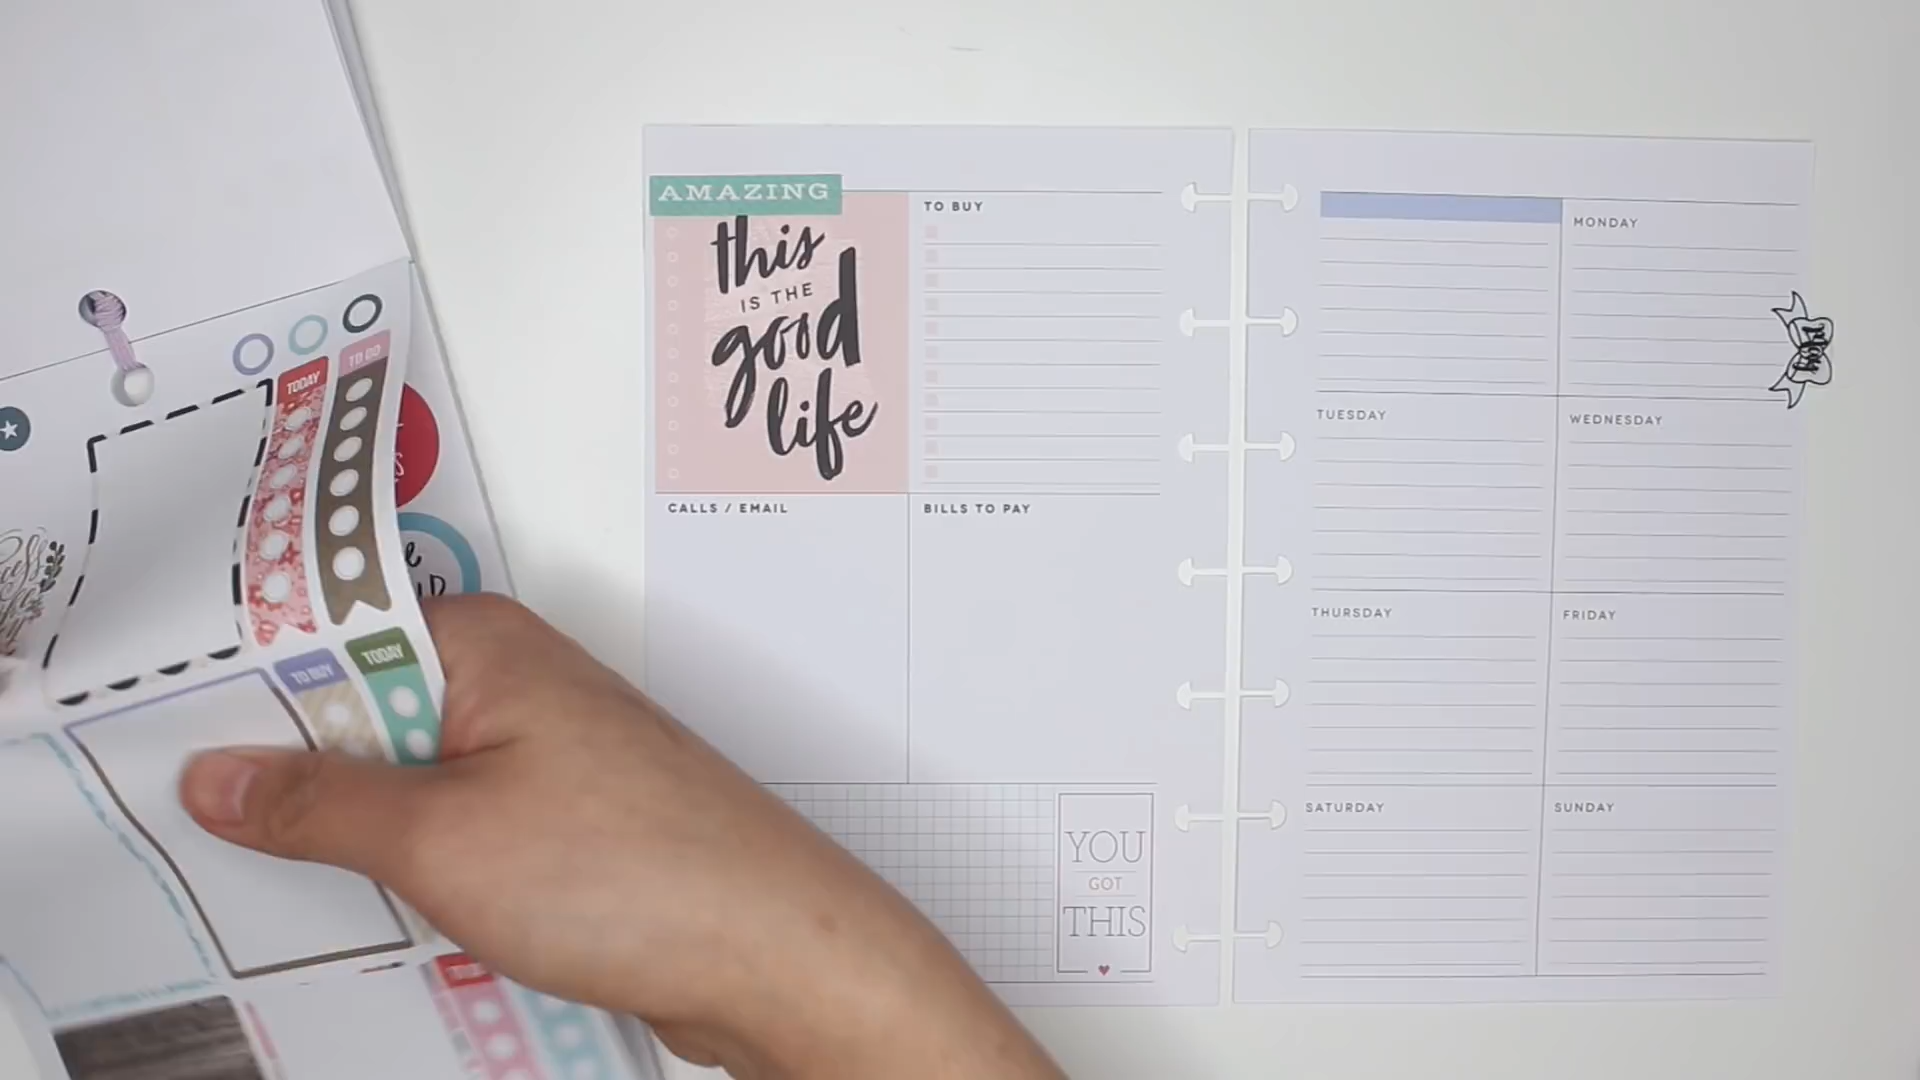 AMAZING
this
IS THE
good
life
TO BUY
CALLS / EMAIL
BILLS TO PAY
YOU
GOT
THIS
MONDAY
TUESDAY
WEDNESDAY
THURSDAY
FRIDAY
SATURDAY
SUNDAY
TODAY
TO DO
TO BUY
TODAY